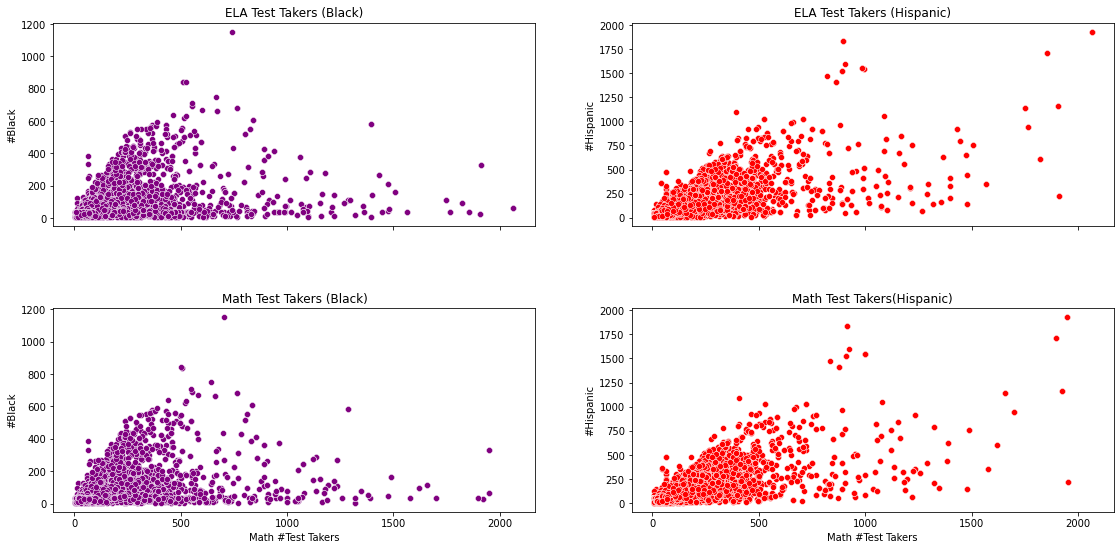 ELA Test Takers (Black)
#Black
1200
1000
800
600
400
200
0
ELA Test Takers (Hispanic)
#Hispanic
2000
1750
1500
1250
1000
750
500
250
0
Math Test Takers (Black)
#Black
1200
1000
800
600
400
200
0
0 500 1000 1500 2000
Math #Test Takers
Math Test Takers(Hispanic)
#Hispanic
2000
1750
1500
1250
1000
750
500
250
0
0 500 1000 1500 2000
Math #Test Takers